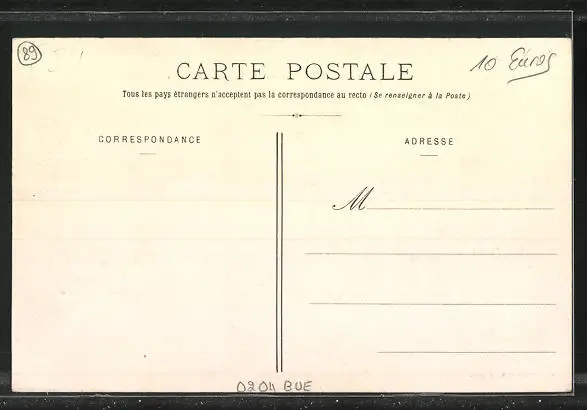 89
10 Euros
CARTE POSTALE
Tous les pays étrangers n'acceptent pas la correspondance au recto (Se renseigner à la Poste)
CORRESPONDANCE
ADRESSE
M
0204 BUE